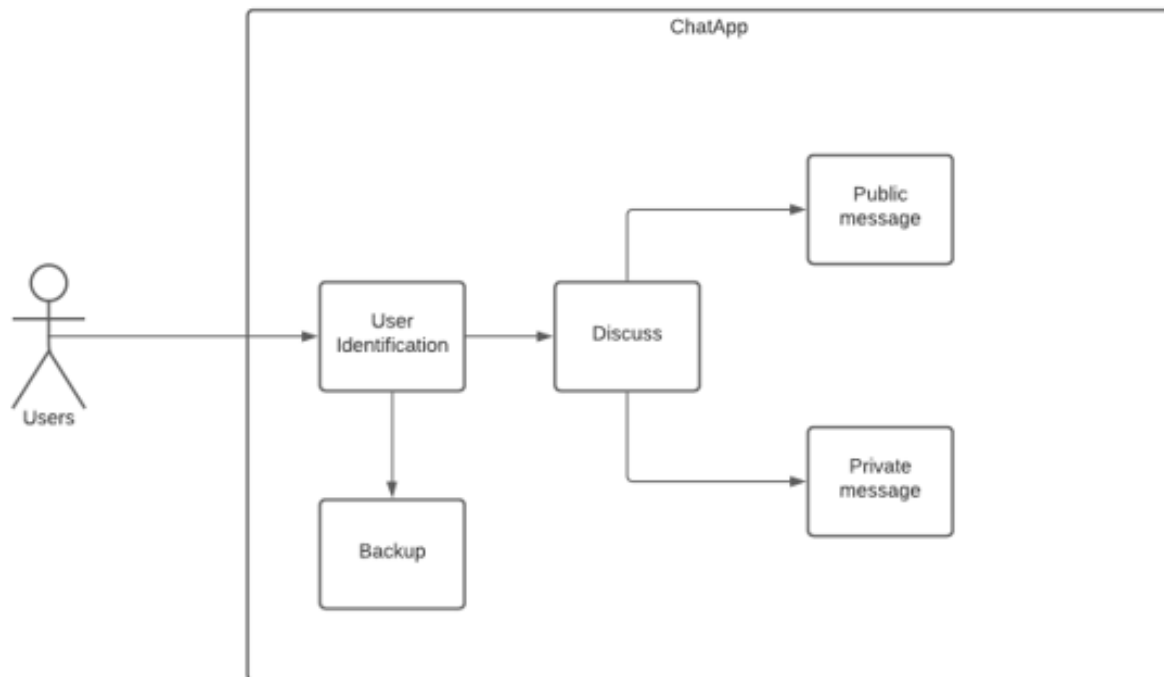 ChatApp
Public
message
User
Identification
Discuss
Users
Private
message
Backup